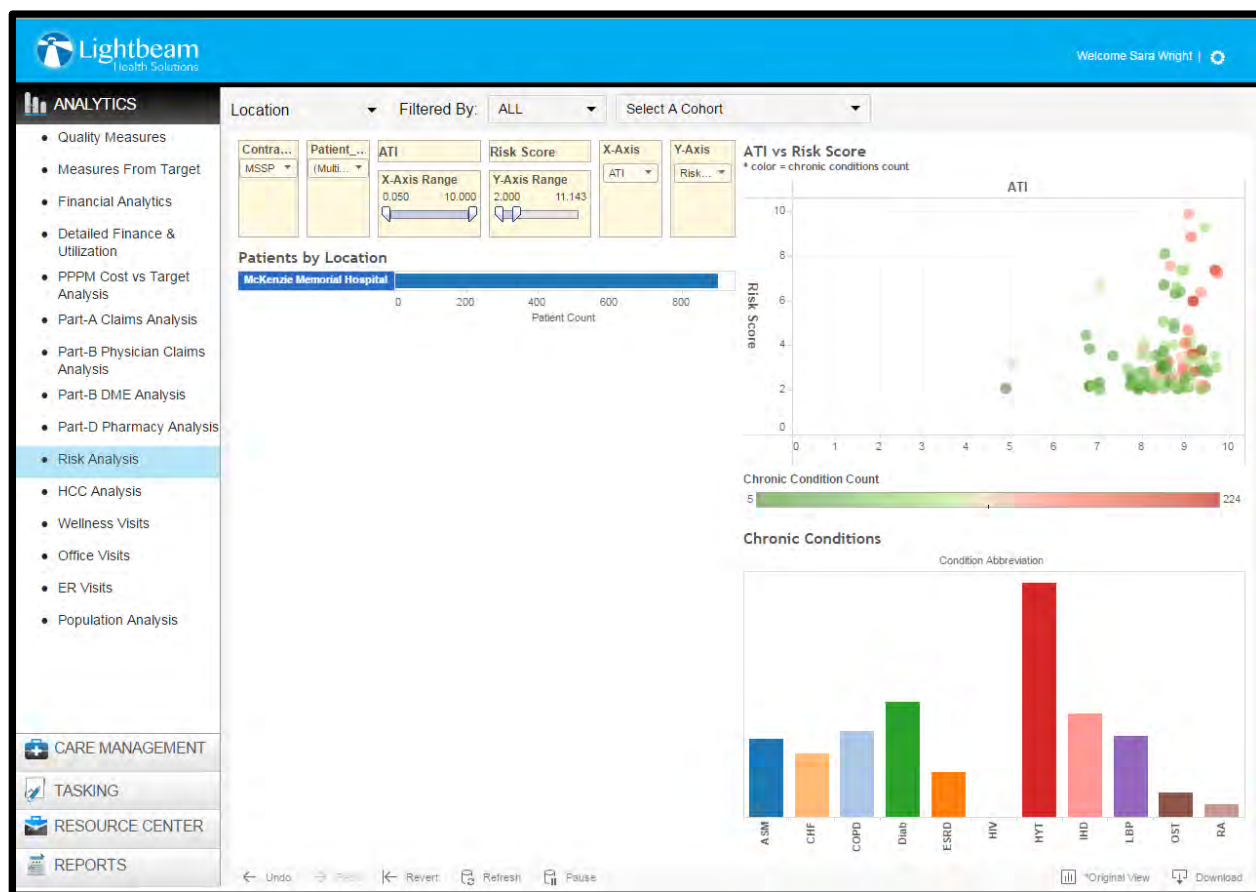 Lightbeam
Health Solutions
Welcome Sara Wright |
ANALYTICS
Quality Measures
Measures From Target
Financial Analytics
Detailed Finance &
Utilization
PPPM Cost vs Target
Analysis
Part-A Claims Analysis
Part-B Physician Claims
Analysis
Part-B DME Analysis
Part-D Pharmacy Analysis
Risk Analysis
HCC Analysis
Wellness Visits
Office Visits
ER Visits
Population Analysis
CARE MANAGEMENT
TASKING
RESOURCE CENTER
REPORTS
Location Filtered By: ALL Select A Cohort
Contra... Patient_... ATI Risk Score X-Axis Y-Axis
MSSP (Multi... ATI Risk...
X-Axis Range Y-Axis Range
0.050 10.000 2.000 11.143
Patients by Location
McKenzie Memorial Hospital
0 200 400 600 800
Patient Count
ATI vs Risk Score
* color = chronic conditions count
ATI
Risk Score
10
8
6
4
2
0
0 1 2 3 4 5 6 7 8 9 10
Chronic Condition Count
5 224
Chronic Conditions
Condition Abbreviation
ASM CHF COPD Diab ESRD HIV HYT IHD LBP OST RA
Undo Revert Refresh Pause *Original View Download